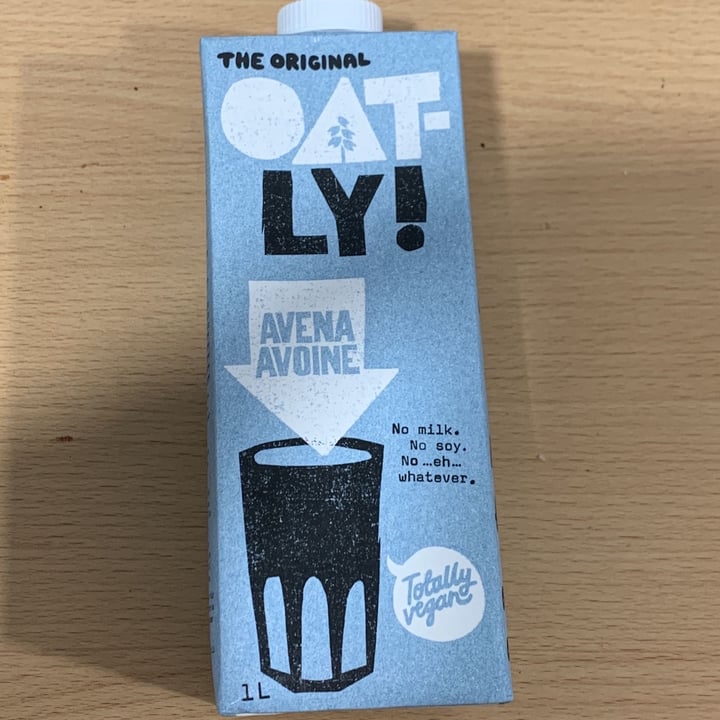 THE ORIGINAL
OAT-
LY!
AVENA
AVOINE
No milk.
No soy.
No …eh…
whatever.
Totally
vegan
1L